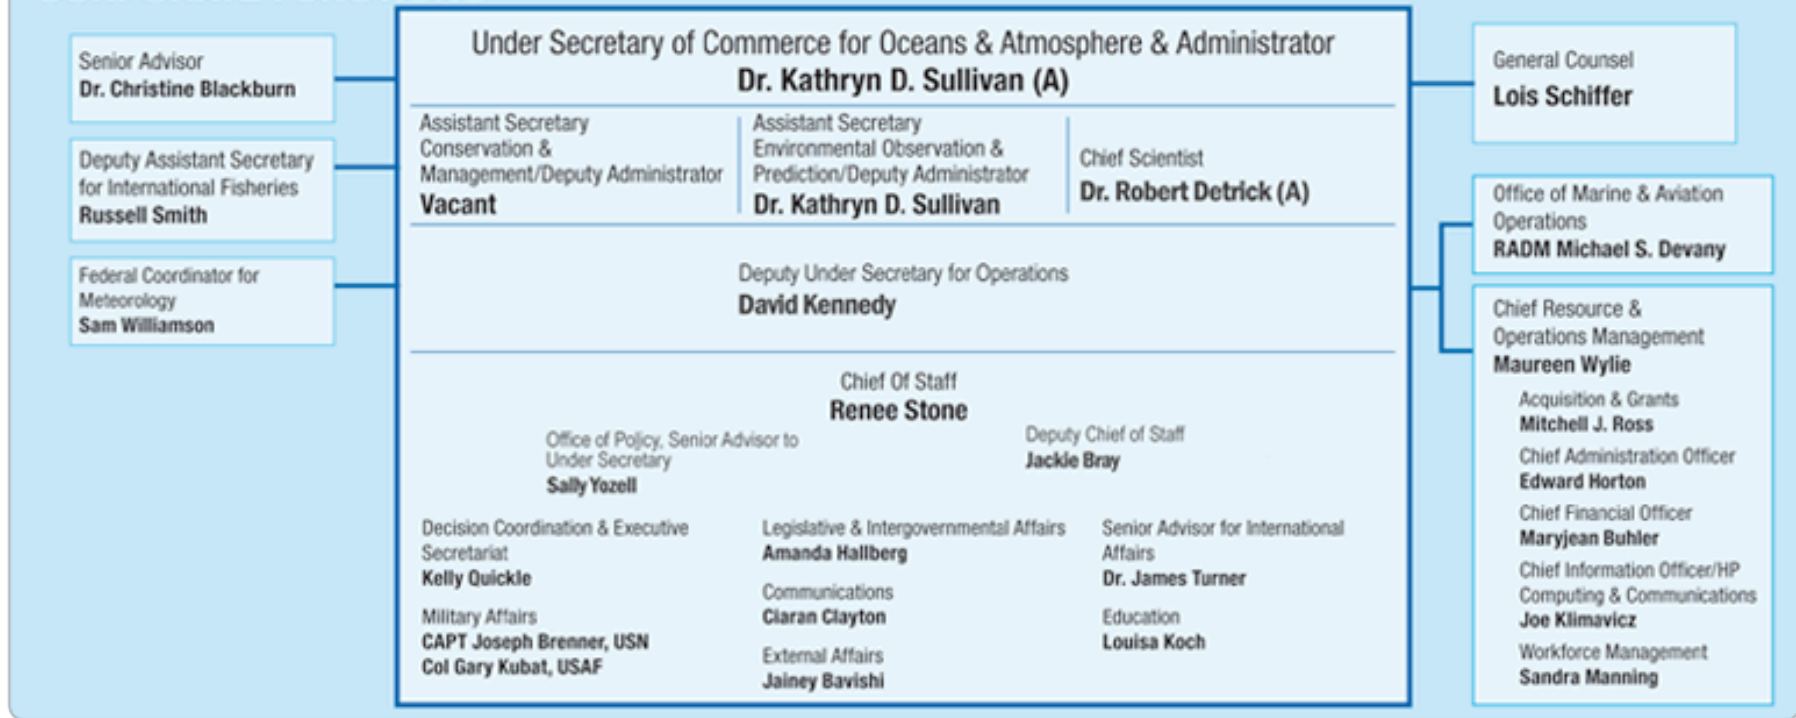 Senior Advisor
Dr. Christine Blackburn
Deputy Assistant Secretary
for International Fisheries
Russell Smith
Federal Coordinator for
Meteorology
Sam Williamson
Under Secretary of Commerce for Oceans & Atmosphere & Administrator
Dr. Kathryn D. Sullivan (A)
Assistant Secretary
Conservation &
Management/Deputy Administrator
Vacant
Assistant Secretary
Environmental Observation &
Prediction/Deputy Administrator
Dr. Kathryn D. Sullivan
Chief Scientist
Dr. Robert Detrick (A)
Deputy Under Secretary for Operations
David Kennedy
Chief Of Staff
Renee Stone
Office of Policy, Senior Advisor to
Under Secretary
Sally Yozell
Deputy Chief of Staff
Jackie Bray
Decision Coordination & Executive
Secretariat
Kelly Quickle
Military Affairs
CAPT Joseph Brenner, USN
Col Gary Kubat, USAF
Legislative & Intergovernmental Affairs
Amanda Hallberg
Communications
Ciaran Clayton
External Affairs
Jainey Bavishi
Senior Advisor for International
Affairs
Dr. James Turner
Education
Louisa Koch
General Counsel
Lois Schiffer
Office of Marine & Aviation
Operations
RADM Michael S. Devany
Chief Resource &
Operations Management
Maureen Wylie
Acquisition & Grants
Mitchell J. Ross
Chief Administration Officer
Edward Horton
Chief Financial Officer
Maryjean Buhler
Chief Information Officer/HP
Computing & Communications
Joe Klimavicz
Workforce Management
Sandra Manning